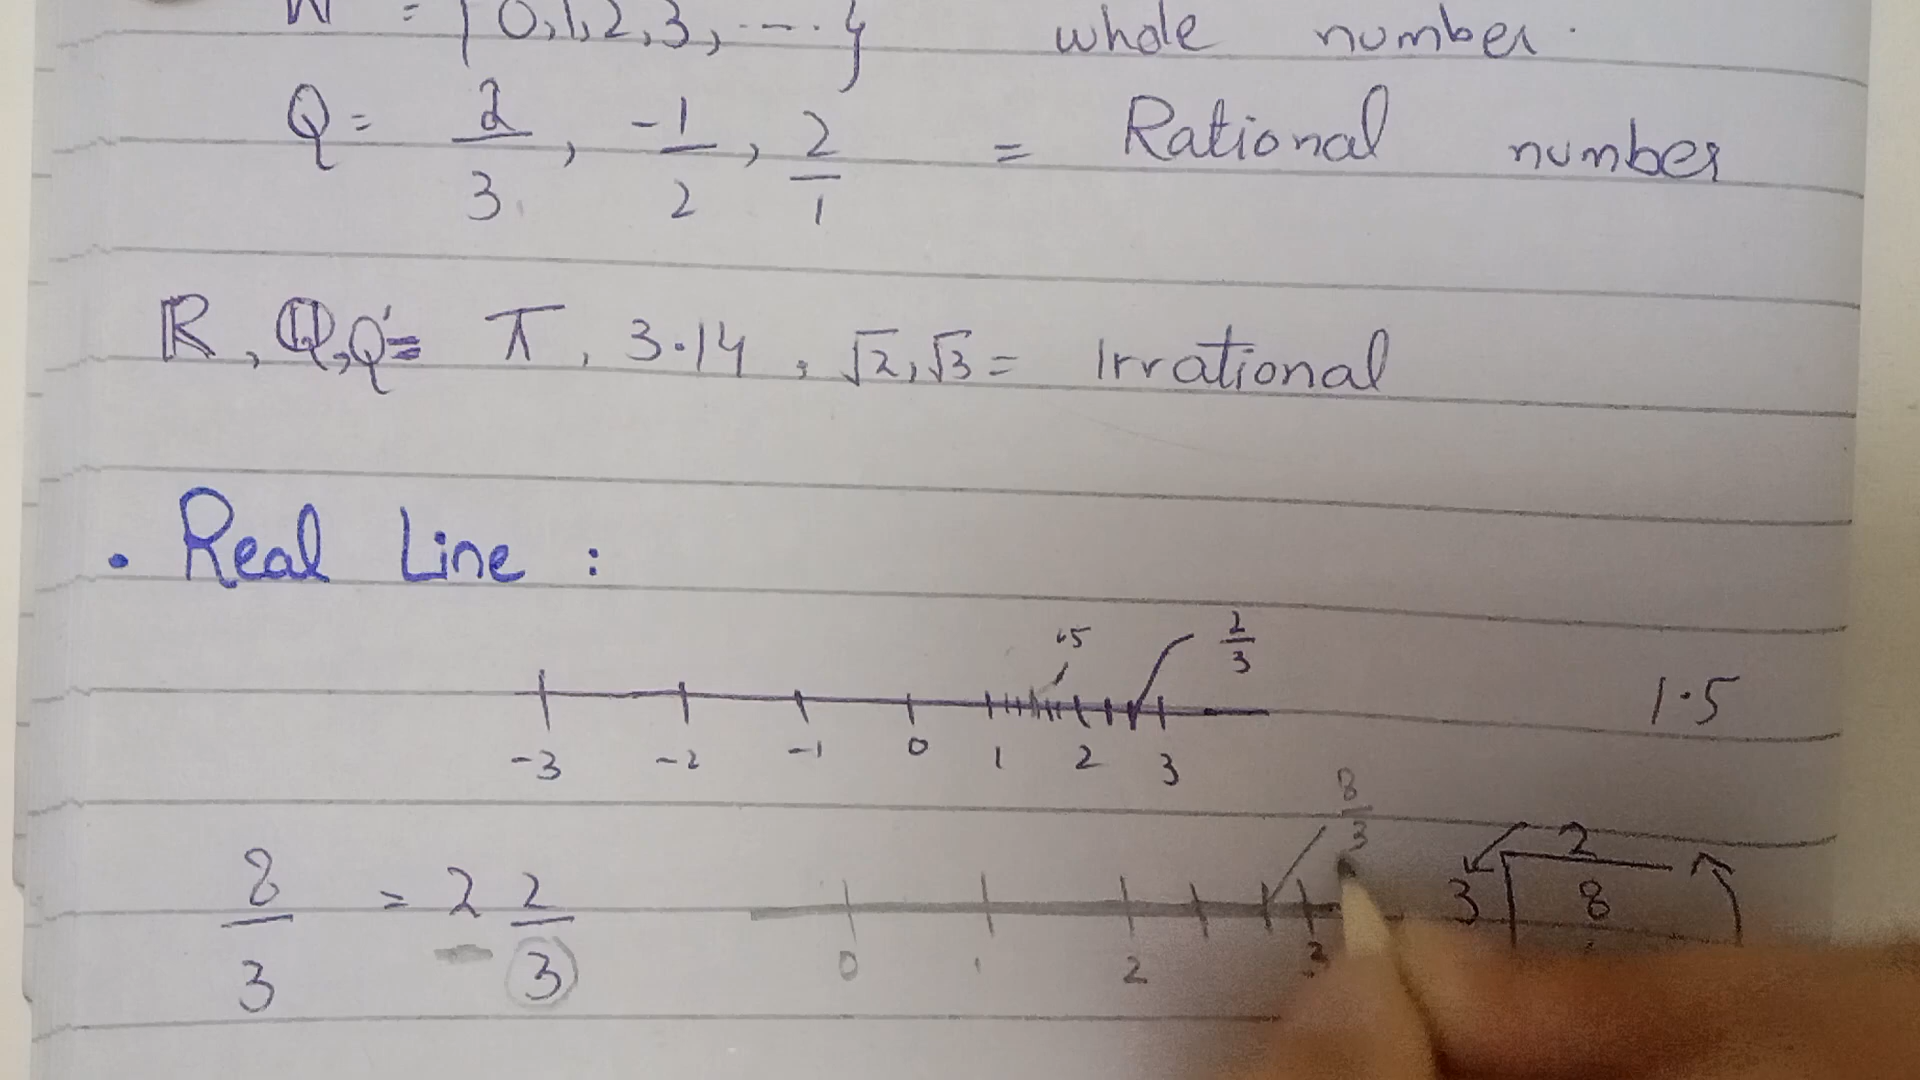 W = {0,1,2,3,....} whole number.
Q = 2/3, -1/2, 2/1 = Rational number
R, Q, Q' = π, 3.14, √2, √3 = Irrational
• Real Line :
.5 2/3
-3 -2 -1 0 1 2 3 1.5
8/3 = 2 2/3
8/3
0 1 2 3
2
3 8